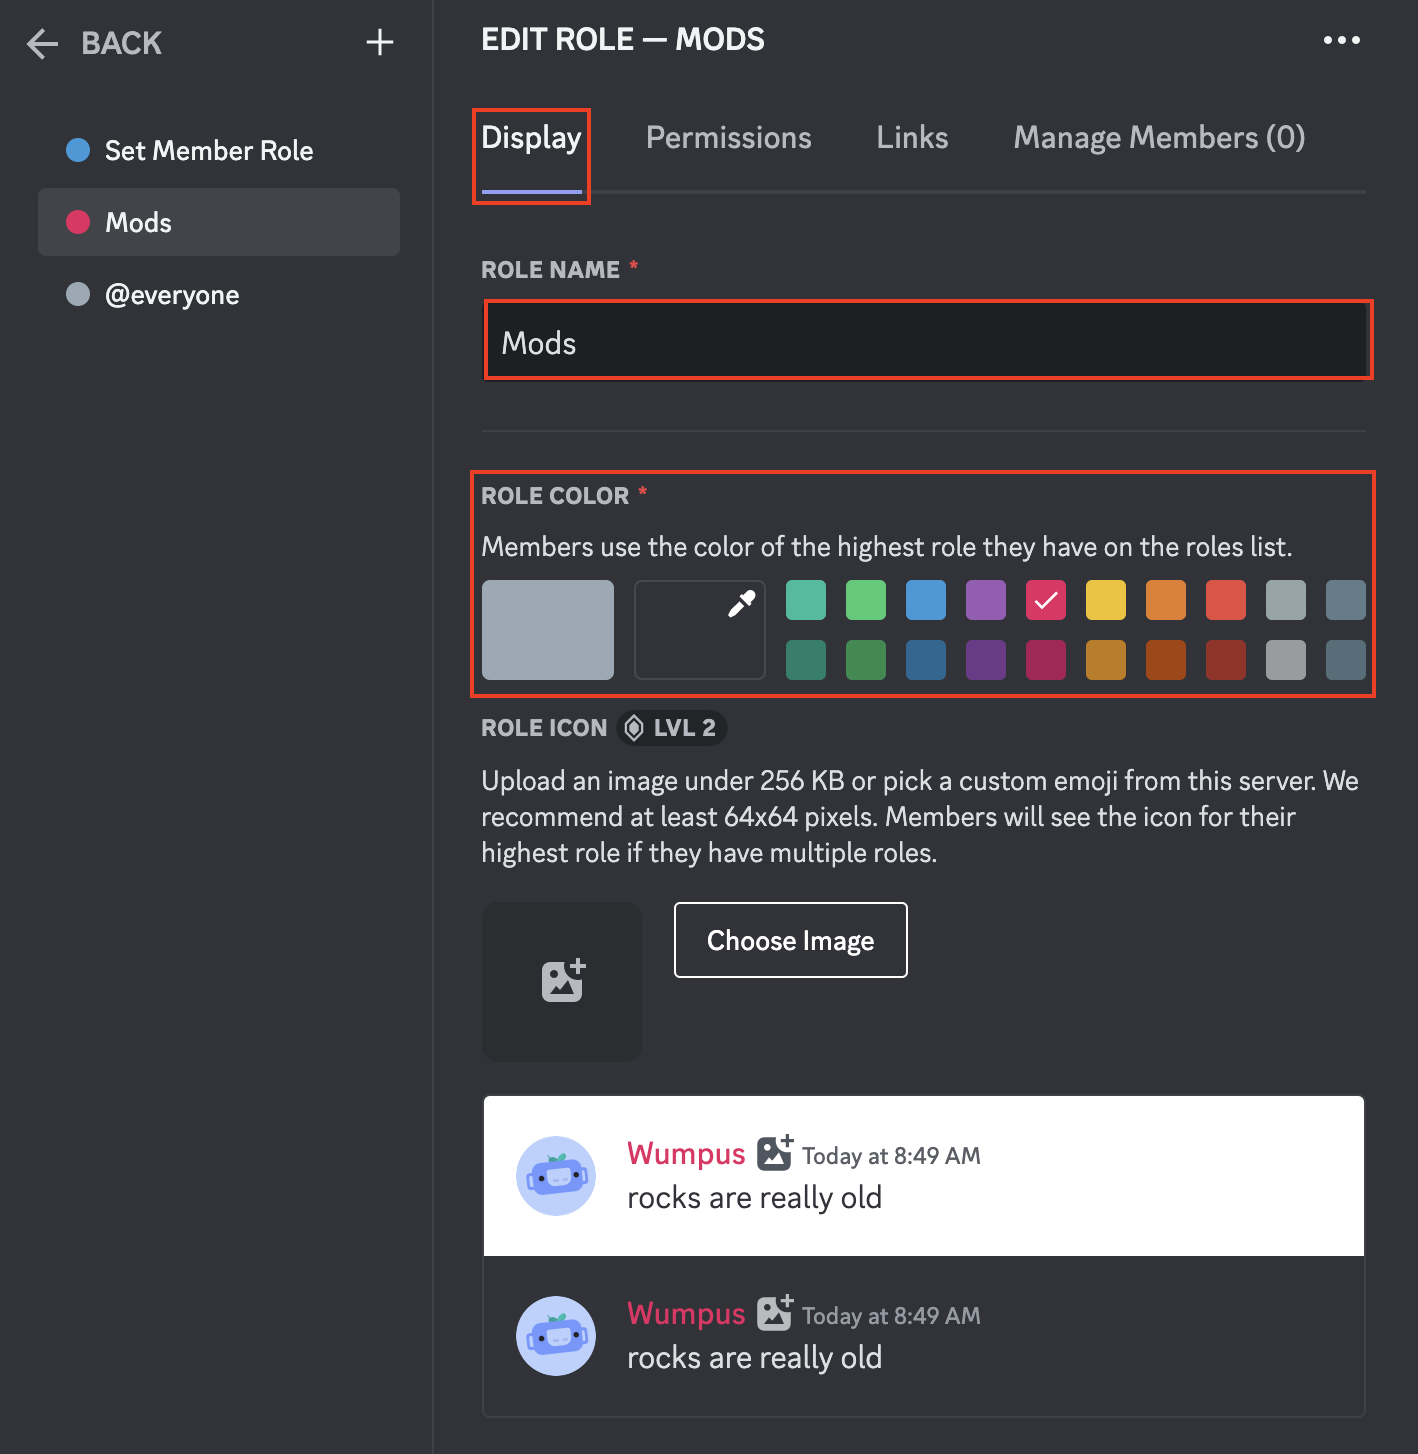 BACK
Set Member Role
Mods
@everyone
EDIT ROLE — MODS
Display Permissions Links Manage Members (0)
ROLE NAME *
Mods
ROLE COLOR *
Members use the color of the highest role they have on the roles list.
ROLE ICON LVL 2
Upload an image under 256 KB or pick a custom emoji from this server. We
recommend at least 64x64 pixels. Members will see the icon for their
highest role if they have multiple roles.
Choose Image
Wumpus Today at 8:49 AM
rocks are really old
Wumpus Today at 8:49 AM
rocks are really old